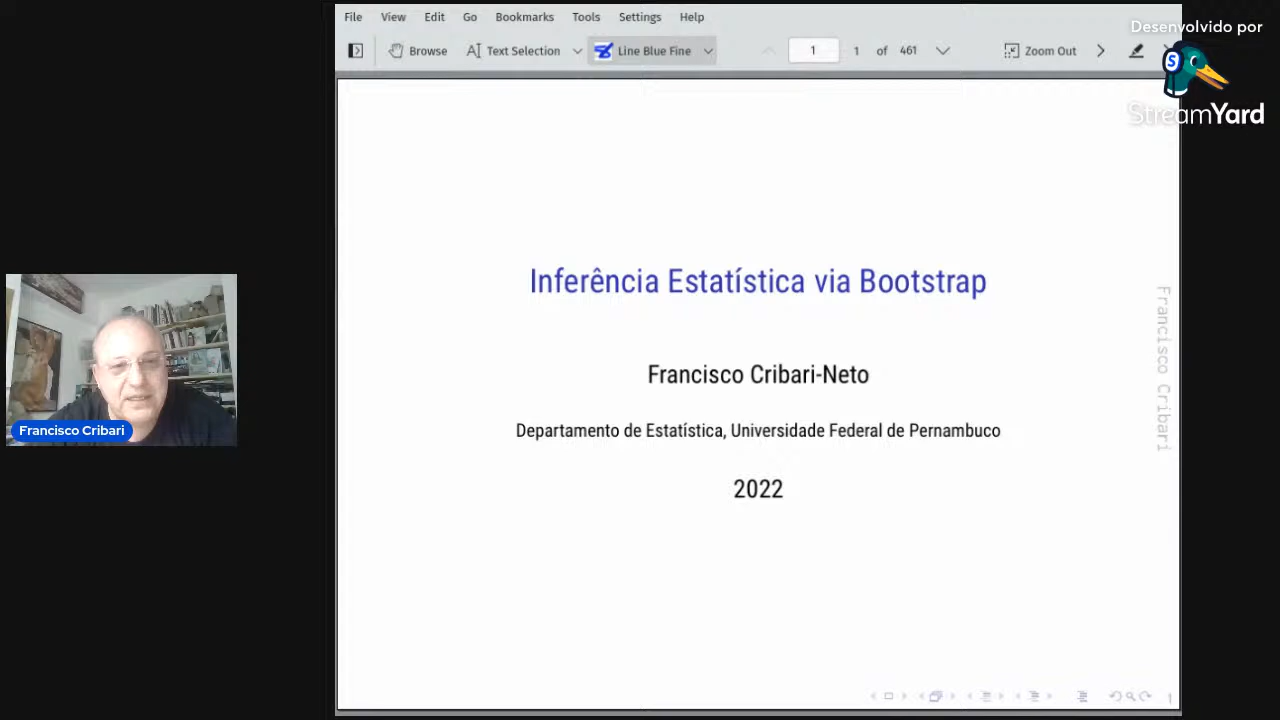 File View Edit Go Bookmarks Tools Settings Help
Desenvolvido por
Browse Text Selection Line Blue Fine 1 1 of 461 Zoom Out
S
StreamYard
Inferência Estatística via Bootstrap
Francisco Cribari-Neto
Departamento de Estatística, Universidade Federal de Pernambuco
2022
Francisco Cribari
Francisco Cribari
1